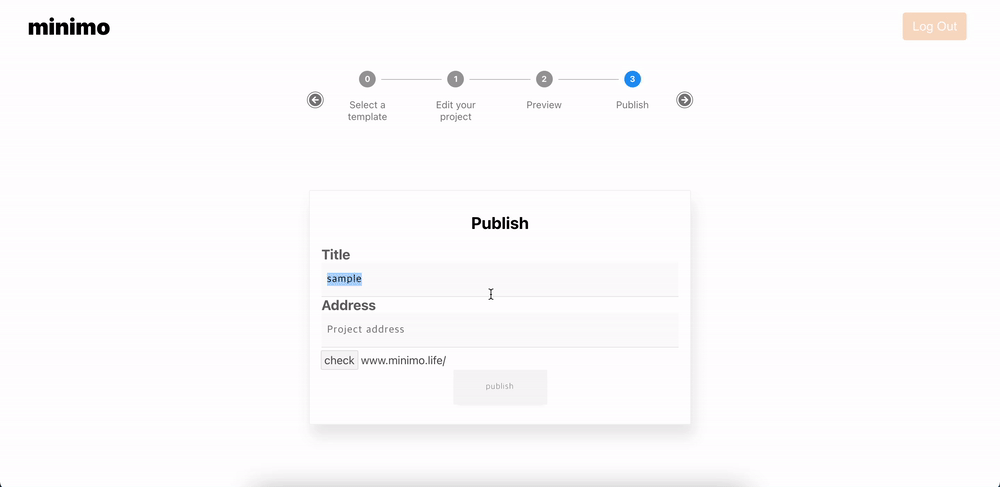 minimo
Log Out
0
1
2
3
Select a
template
Edit your
project
Preview
Publish
Publish
Title
sample
Address
Project address
check www.minimo.life/
publish